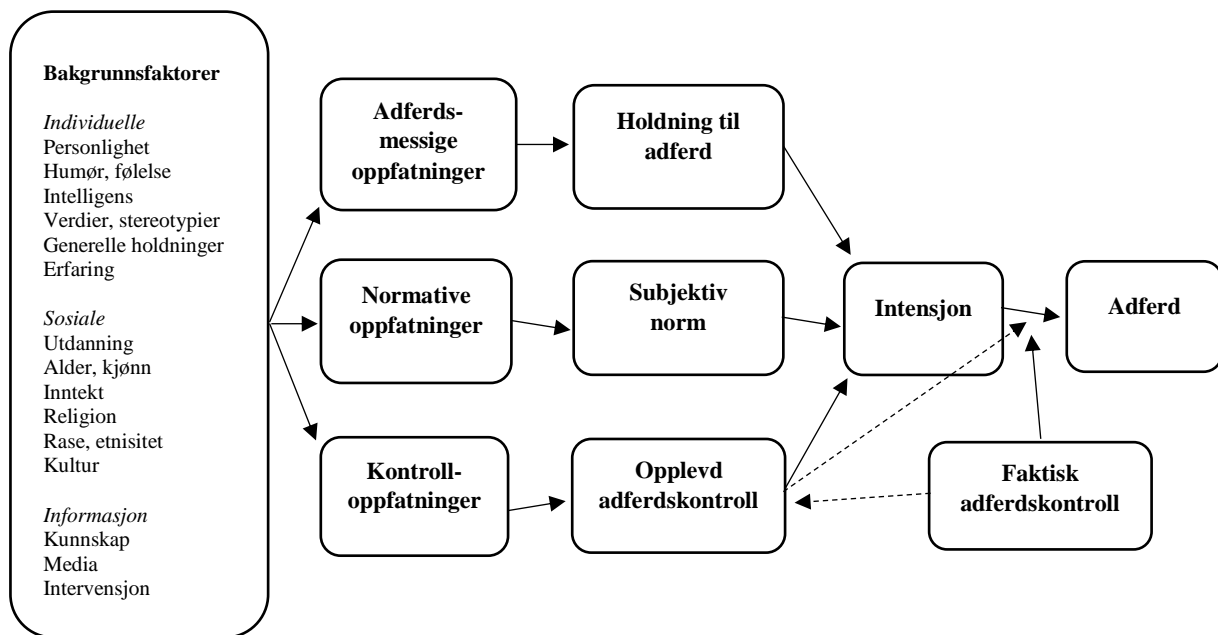 Bakgrunnsfaktorer
Individuelle
Personlighet
Humør, følelse
Intelligens
Verdier, stereotypier
Generelle holdninger
Erfaring
Sosiale
Utdanning
Alder, kjønn
Inntekt
Religion
Rase, etnisitet
Kultur
Informasjon
Kunnskap
Media
Intervensjon
Adferds-
messige
oppfatninger
Holdning til
adferd
Normative
oppfatninger
Subjektiv
norm
Intensjon
Adferd
Kontroll-
oppfatninger
Opplevd
adferdskontroll
Faktisk
adferdskontroll